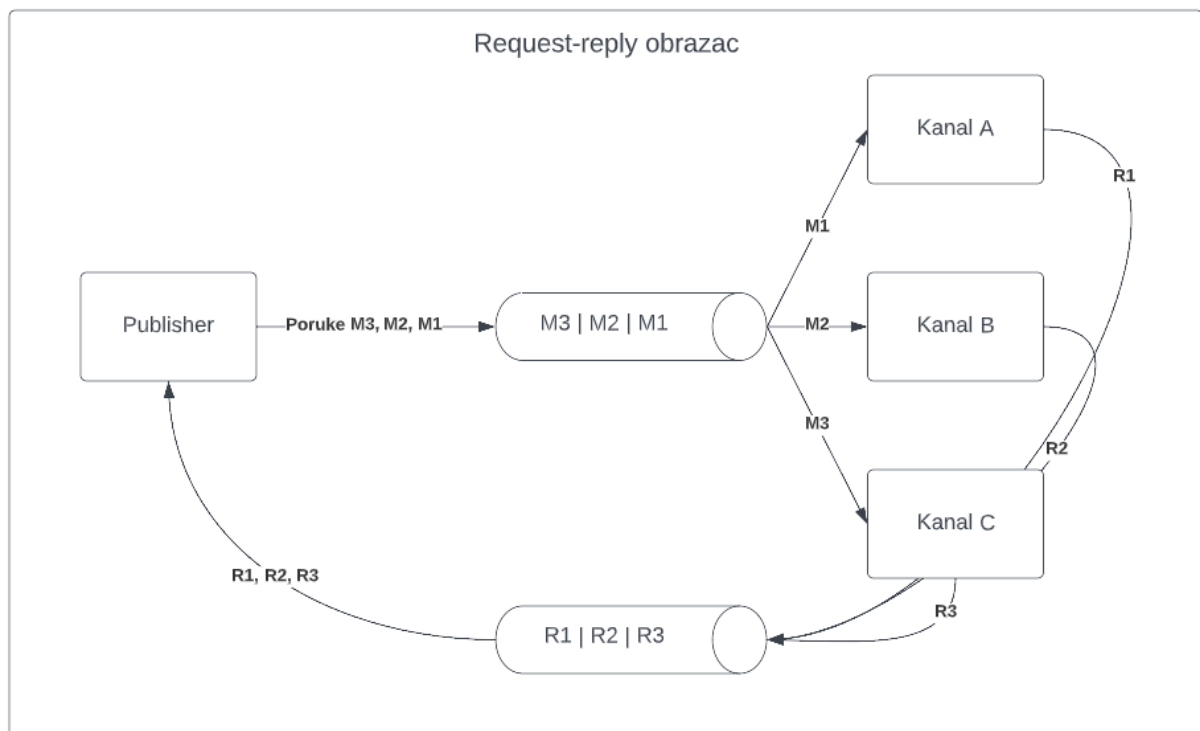 Request-reply obrazac
Kanal A
R1
M1
Publisher
Poruke M3, M2, M1
M3 | M2 | M1
M2
Kanal B
M3
R2
Kanal C
R1, R2, R3
R3
R1 | R2 | R3